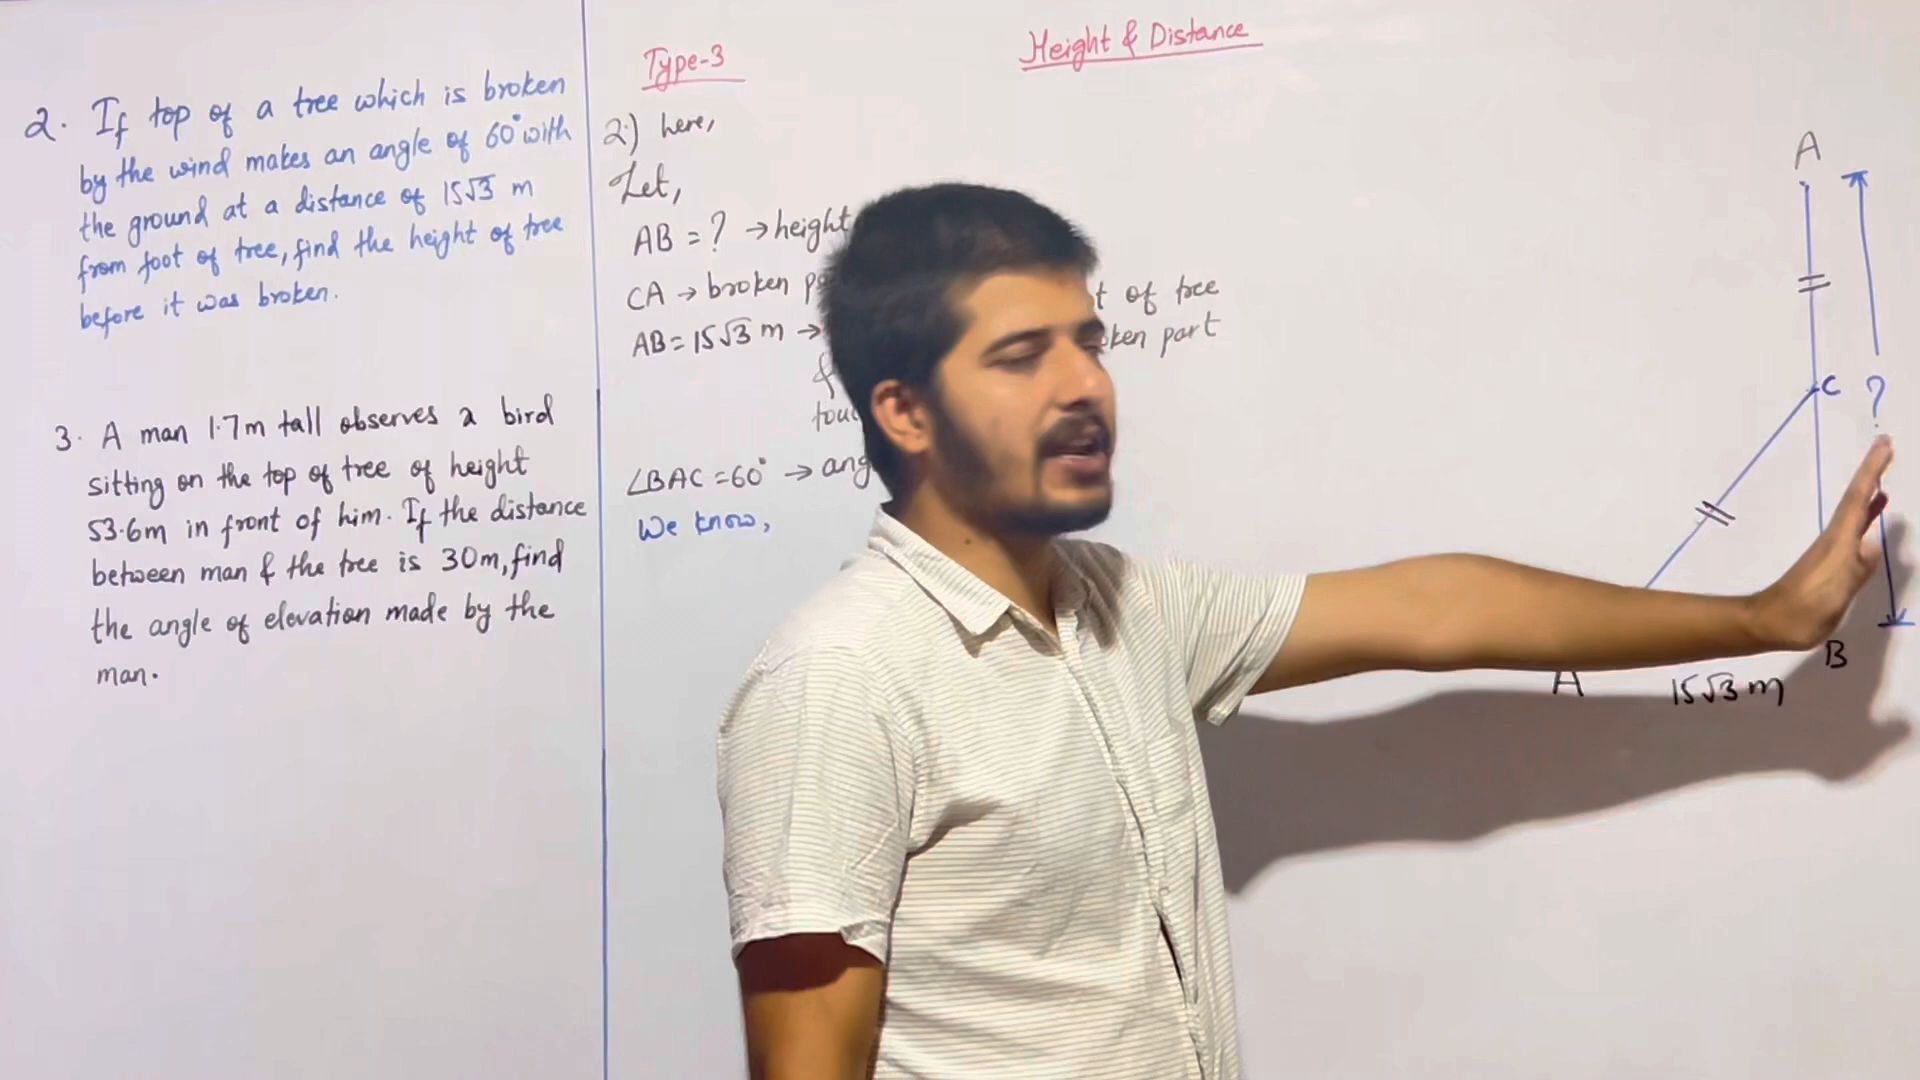 Height & Distance
Type-3
2. If top of a tree which is broken
by the wind makes an angle of 60° with
the ground at a distance of 15√3 m
from foot of tree, find the height of tree
before it was broken.
3. A man 1.7m tall observes a bird
sitting on the top of tree of height
53.6m in front of him. If the distance
between man & the tree is 30m, find
the angle of elevation made by the
man.
2.) here,
Let,
AB = ? → height
CA → broken
t of tree
AB = 15√3 m →
ken part
&
∠BAC = 60° →
We know,
A
C
?
B
A
15√3 m